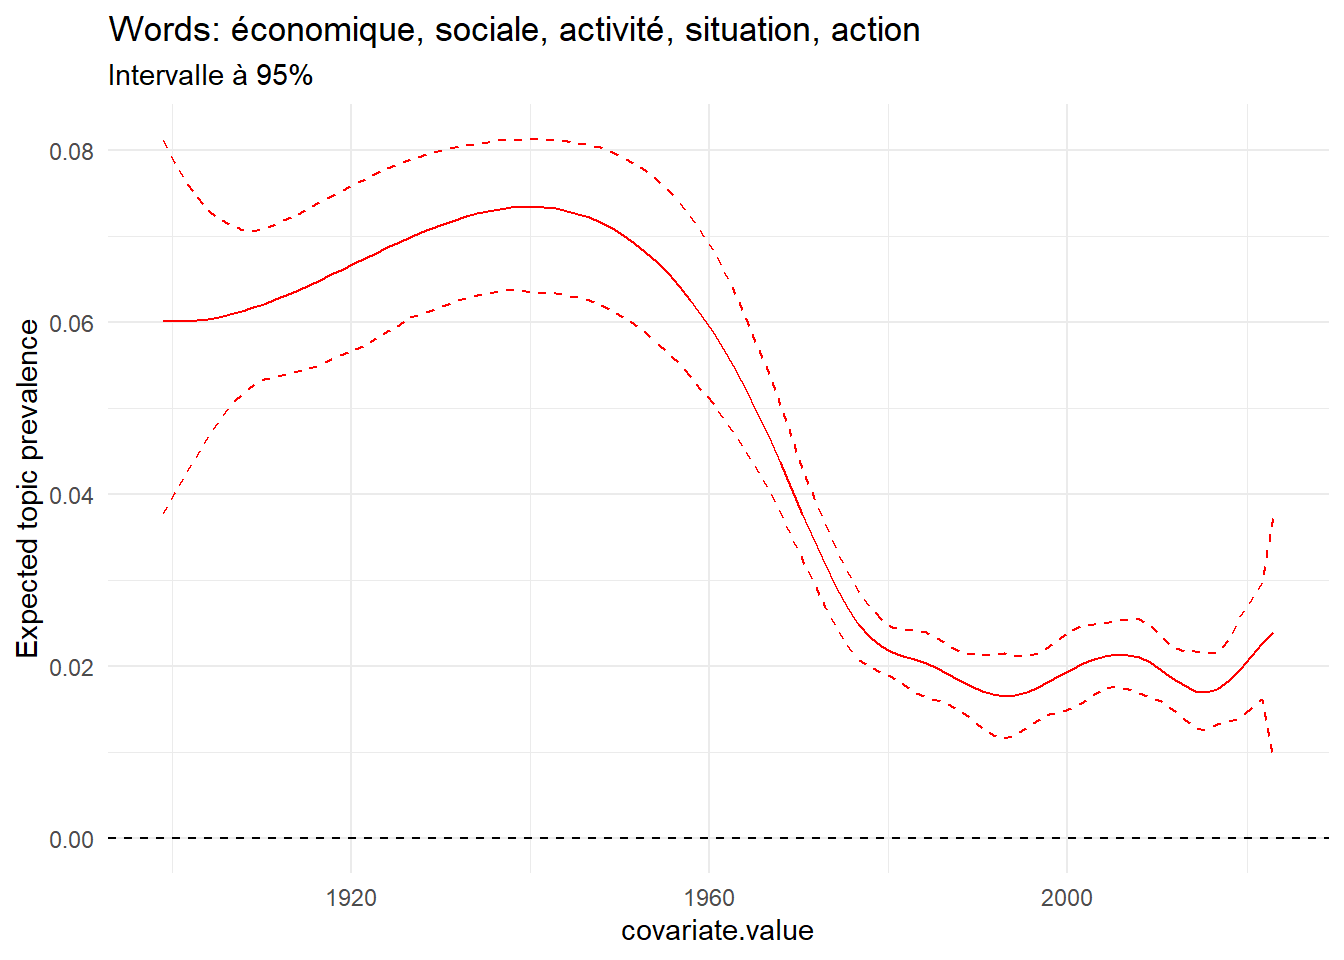 Words: économique, sociale, activité, situation, action
Intervalle à 95%
Expected topic prevalence
0.08
0.06
0.04
0.02
0.00
1920 1960 2000
covariate.value